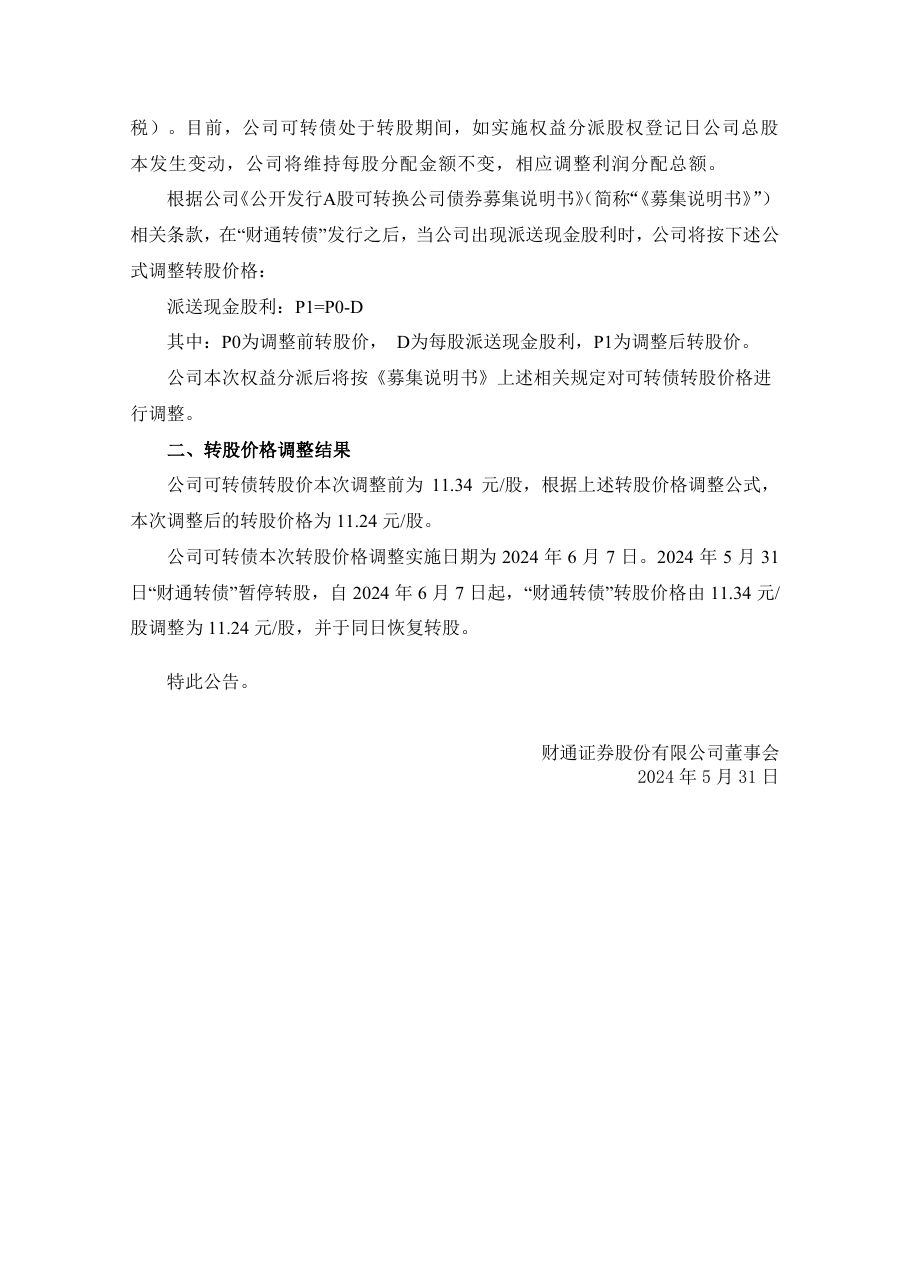 税）。目前，公司可转债处于转股期间，如实施权益分派股权登记日公司总股
本发生变动，公司将维持每股分配金额不变，相应调整利润分配总额。
根据公司《公开发行A股可转换公司债券募集说明书》（简称“《募集说明书》”）
相关条款，在“财通转债”发行之后，当公司出现派送现金股利时，公司将按下述公
式调整转股价格：
派送现金股利：P1=P0-D
其中：P0为调整前转股价， D为每股派送现金股利，P1为调整后转股价。
公司本次权益分派后将按《募集说明书》上述相关规定对可转债转股价格进
行调整。
二、转股价格调整结果
公司可转债转股价本次调整前为 11.34 元/股，根据上述转股价格调整公式，
本次调整后的转股价格为 11.24 元/股。
公司可转债本次转股价格调整实施日期为 2024 年 6 月 7 日。2024 年 5 月 31
日“财通转债”暂停转股，自 2024 年 6 月 7 日起，“财通转债”转股价格由 11.34 元/
股调整为 11.24 元/股，并于同日恢复转股。
特此公告。
财通证券股份有限公司董事会
2024 年 5 月 31 日